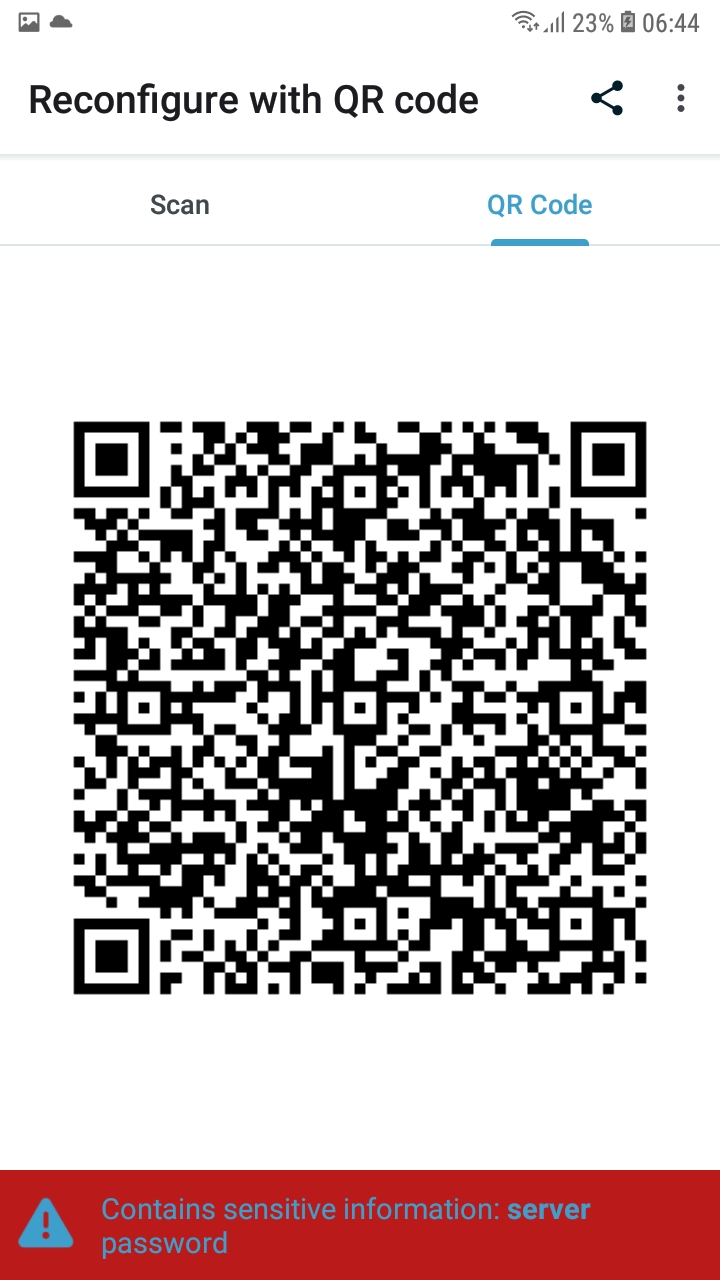 23% 06:44
Reconfigure with QR code
Scan QR Code
Contains sensitive information: server
password